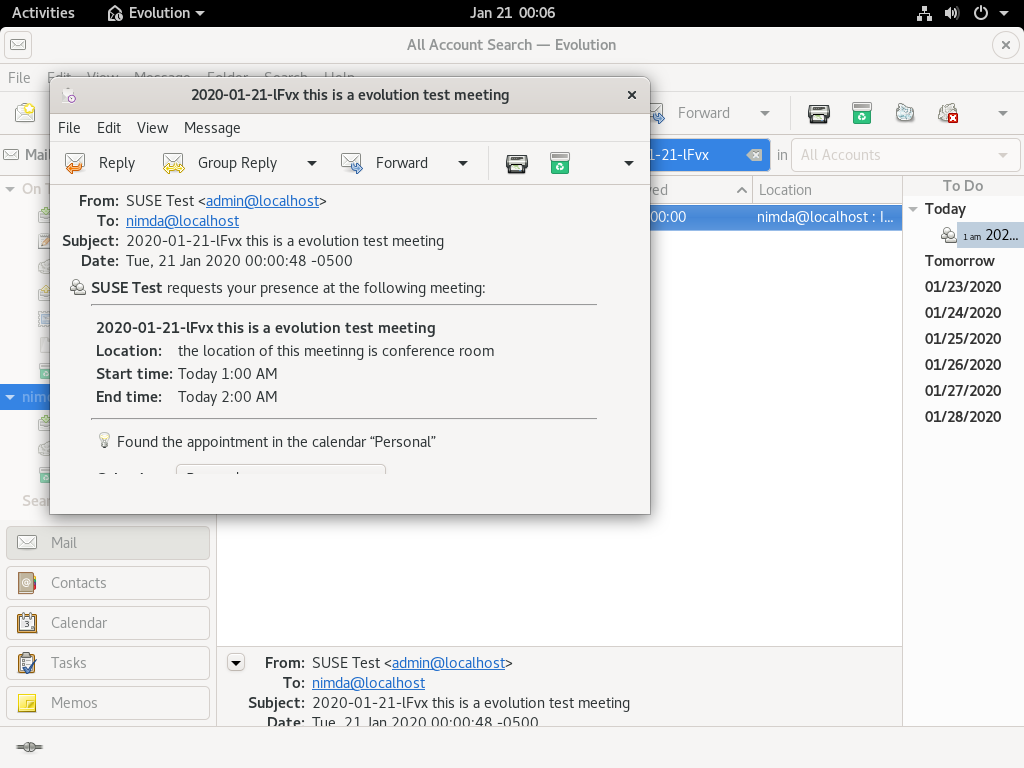 Activities Evolution Jan 21 00:06
All Account Search — Evolution
File Edit View Message Folder Search Help
2020-01-21-lFvx this is a evolution test meeting
Forward
File Edit View Message
Reply Group Reply Forward
Mail
1-21-lFvx in All Accounts
On T
Location To Do
From: SUSE Test <admin@localhost>
To: nimda@localhost
Subject: 2020-01-21-lFvx this is a evolution test meeting
Date: Tue, 21 Jan 2020 00:00:48 -0500
00:00 nimda@localhost : I...
Today
1 am 202...
Tomorrow
01/23/2020
01/24/2020
01/25/2020
01/26/2020
01/27/2020
01/28/2020
SUSE Test requests your presence at the following meeting:
2020-01-21-lFvx this is a evolution test meeting
Location: the location of this meetinng is conference room
Start time: Today 1:00 AM
End time: Today 2:00 AM
Found the appointment in the calendar “Personal”
nimd
Sear
Mail
Contacts
Calendar
Tasks
Memos
From: SUSE Test <admin@localhost>
To: nimda@localhost
Subject: 2020-01-21-lFvx this is a evolution test meeting
Date: Tue, 21 Jan 2020 00:00:48 -0500